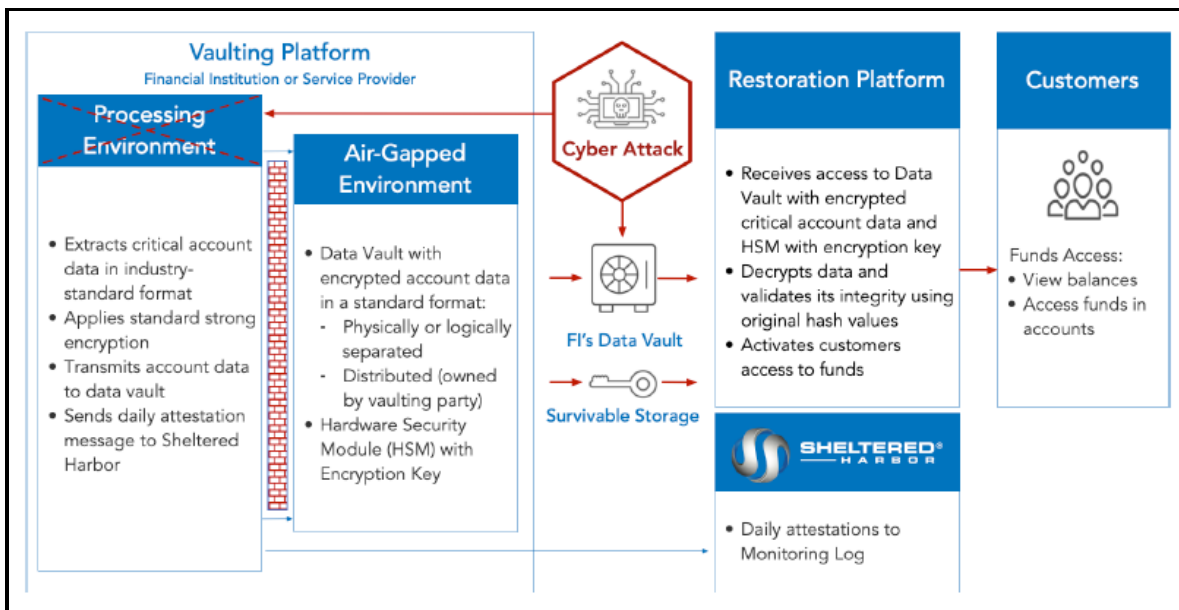 Vaulting Platform
Financial Institution or Service Provider
Processing
Environment
• Extracts critical account
data in industry-
standard format
• Applies standard strong
encryption
• Transmits account data
to data vault
• Sends daily attestation
message to Sheltered
Harbor
Air-Gapped
Environment
• Data Vault with
encrypted account data
in a standard format:
- Physically or logically
separated
- Distributed (owned
by vaulting party)
• Hardware Security
Module (HSM) with
Encryption Key
Cyber Attack
FI's Data Vault
Survivable Storage
Restoration Platform
• Receives access to Data
Vault with encrypted
critical account data and
HSM with encryption key
• Decrypts data and
validates its integrity using
original hash values
• Activates customers
access to funds
SHELTERED®
HARBOR
• Daily attestations to
Monitoring Log
Customers
Funds Access:
• View balances
• Access funds in
accounts